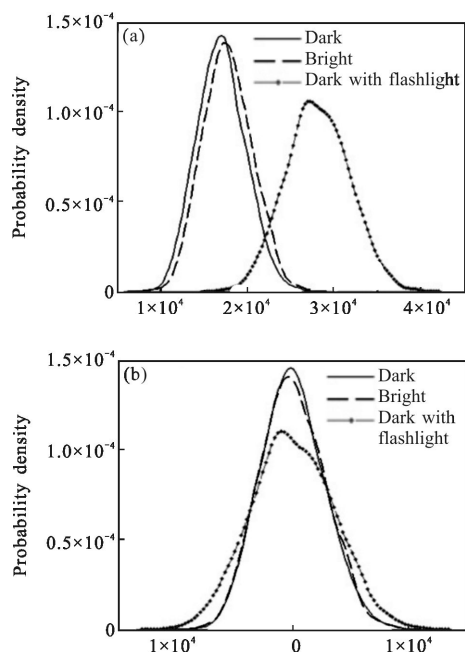 1.5×10⁻⁴
(a)
Dark
Bright
Dark with flashlight
1.0×10⁻⁴
0.5×10⁻⁴
0
Probability density
1×10⁴
2×10⁴
3×10⁴
4×10⁴
1.5×10⁻⁴
(b)
Dark
Bright
Dark with
flashlight
1.0×10⁻⁴
0.5×10⁻⁴
0
Probability density
1×10⁴
0
1×10⁴